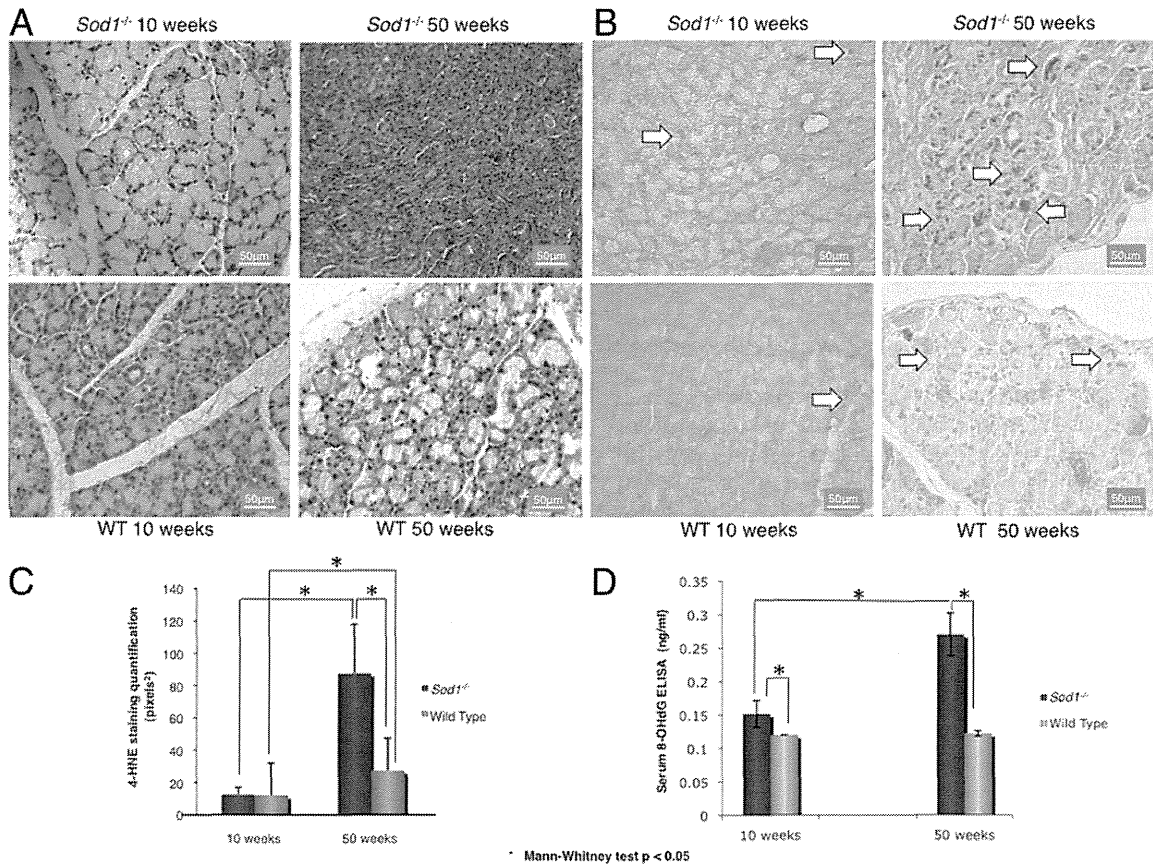 A
Sod1-/- 10 weeks
Sod1-/- 50 weeks
B
Sod1-/- 10 weeks
Sod1-/- 50 weeks
50µm
50µm
50µm
50µm
50µm
50µm
50µm
50µm
WT 10 weeks
WT 50 weeks
WT 10 weeks
WT 50 weeks
C
4-HNE staining quantification
(pixels²)
140
120
100
80
60
40
20
0
*
*
*
10 weeks
50 weeks
Sod1-/-
Wild Type
D
Serum 8-OHdG ELISA (ng/ml)
0.35
0.3
0.25
0.2
0.15
0.1
0.05
0
*
*
*
10 weeks
50 weeks
Sod1-/-
Wild Type
* Mann-Whitney test p < 0.05